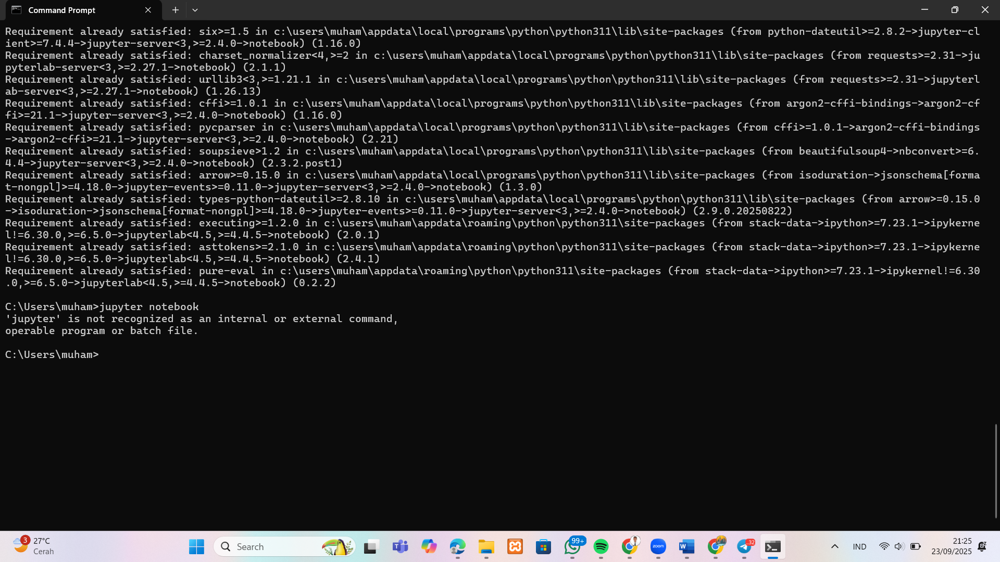 Command Prompt
Requirement already satisfied: six>=1.5 in c:\users\muham\appdata\local\programs\python\python311\lib\site-packages (from python-dateutil>=2.8.2->jupyter-cl
ient>=7.4.4->jupyter-server<3,>=2.4.0->notebook) (1.16.0)
Requirement already satisfied: charset_normalizer<4,>=2 in c:\users\muham\appdata\local\programs\python\python311\lib\site-packages (from requests>=2.31->ju
pyterlab-server<3,>=2.27.1->notebook) (2.1.1)
Requirement already satisfied: urllib3<3,>=1.21.1 in c:\users\muham\appdata\local\programs\python\python311\lib\site-packages (from requests>=2.31->jupyterl
ab-server<3,>=2.27.1->notebook) (1.26.13)
Requirement already satisfied: cffi>=1.0.1 in c:\users\muham\appdata\local\programs\python\python311\lib\site-packages (from argon2-cffi-bindings->argon2-cf
fi>=21.1->jupyter-server<3,>=2.4.0->notebook) (1.16.0)
Requirement already satisfied: pycparser in c:\users\muham\appdata\local\programs\python\python311\lib\site-packages (from cffi>=1.0.1->argon2-cffi-bindings
->argon2-cffi>=21.1->jupyter-server<3,>=2.4.0->notebook) (2.21)
Requirement already satisfied: soupsieve>1.2 in c:\users\muham\appdata\local\programs\python\python311\lib\site-packages (from beautifulsoup4->nbconvert>=6.
4.4->jupyter-server<3,>=2.4.0->notebook) (2.3.2.post1)
Requirement already satisfied: arrow>=0.15.0 in c:\users\muham\appdata\local\programs\python\python311\lib\site-packages (from isoduration->jsonschema[forma
t-nongpl]>=4.18.0->jupyter-events>=0.11.0->jupyter-server<3,>=2.4.0->notebook) (1.3.0)
Requirement already satisfied: types-python-dateutil>=2.8.10 in c:\users\muham\appdata\local\programs\python\python311\lib\site-packages (from arrow>=0.15.0
->isoduration->jsonschema[format-nongpl]>=4.18.0->jupyter-events>=0.11.0->jupyter-server<3,>=2.4.0->notebook) (2.9.0.20250822)
Requirement already satisfied: executing>=1.2.0 in c:\users\muham\appdata\roaming\python\python311\site-packages (from stack-data->ipython>=7.23.1->ipykerne
l!=6.30.0,>=6.5.0->jupyterlab<4.5,>=4.4.5->notebook) (2.0.1)
Requirement already satisfied: asttokens>=2.1.0 in c:\users\muham\appdata\roaming\python\python311\site-packages (from stack-data->ipython>=7.23.1->ipykerne
l!=6.30.0,>=6.5.0->jupyterlab<4.5,>=4.4.5->notebook) (2.4.1)
Requirement already satisfied: pure-eval in c:\users\muham\appdata\roaming\python\python311\site-packages (from stack-data->ipython>=7.23.1->ipykernel!=6.30
.0,>=6.5.0->jupyterlab<4.5,>=4.4.5->notebook) (0.2.2)
C:\Users\muham>jupyter notebook
'jupyter' is not recognized as an internal or external command,
operable program or batch file.
C:\Users\muham>
3
27°C
Cerah
Search
99+
zoom
W
..32
IND
21:25
23/09/2025